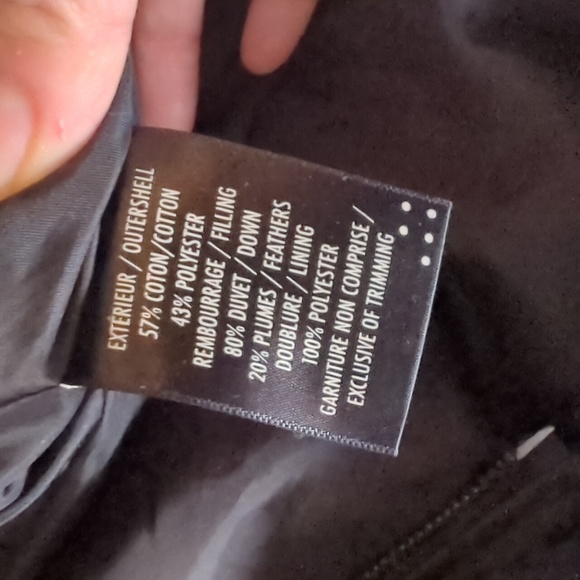 EXTÉRIEUR / OUTERSHELL
57% COTON/COTTON
43% POLYESTER
REMBOURRAGE / FILLING
80% DUVET / DOWN
20% PLUMES / FEATHERS
DOUBLURE / LINING
100% POLYESTER
GARNITURE NON COMPRISE /
EXCLUSIVE OF TRIMMING